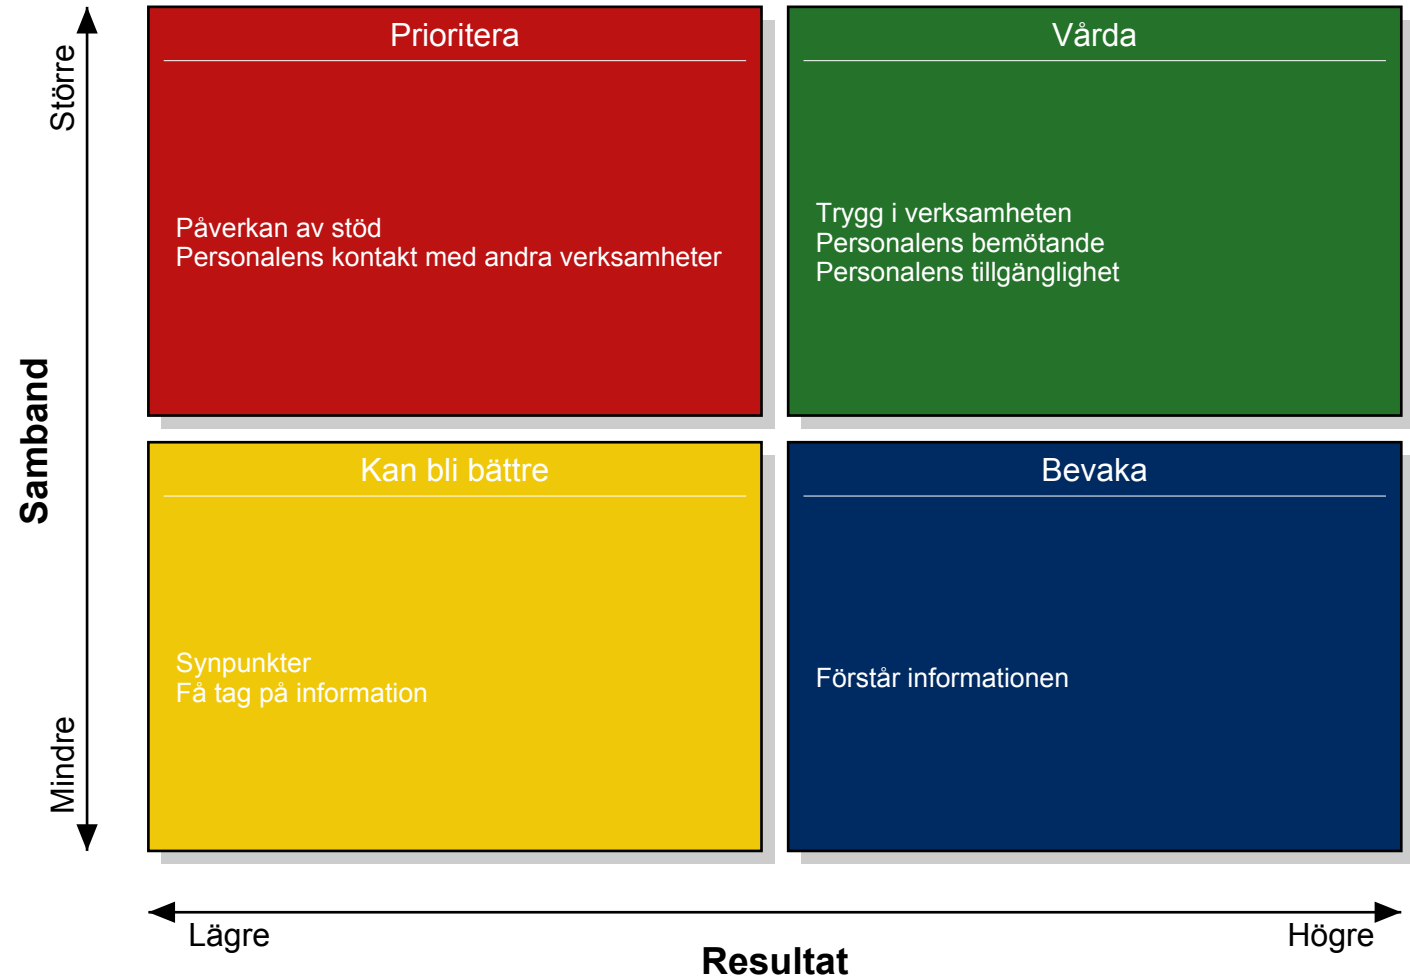 Större
Samband
Mindre
Prioritera
Påverkan av stöd
Personalens kontakt med andra verksamheter
Vårda
Trygg i verksamheten
Personalens bemötande
Personalens tillgänglighet
Kan bli bättre
Synpunkter
Få tag på information
Bevaka
Förstår informationen
Lägre
Högre
Resultat